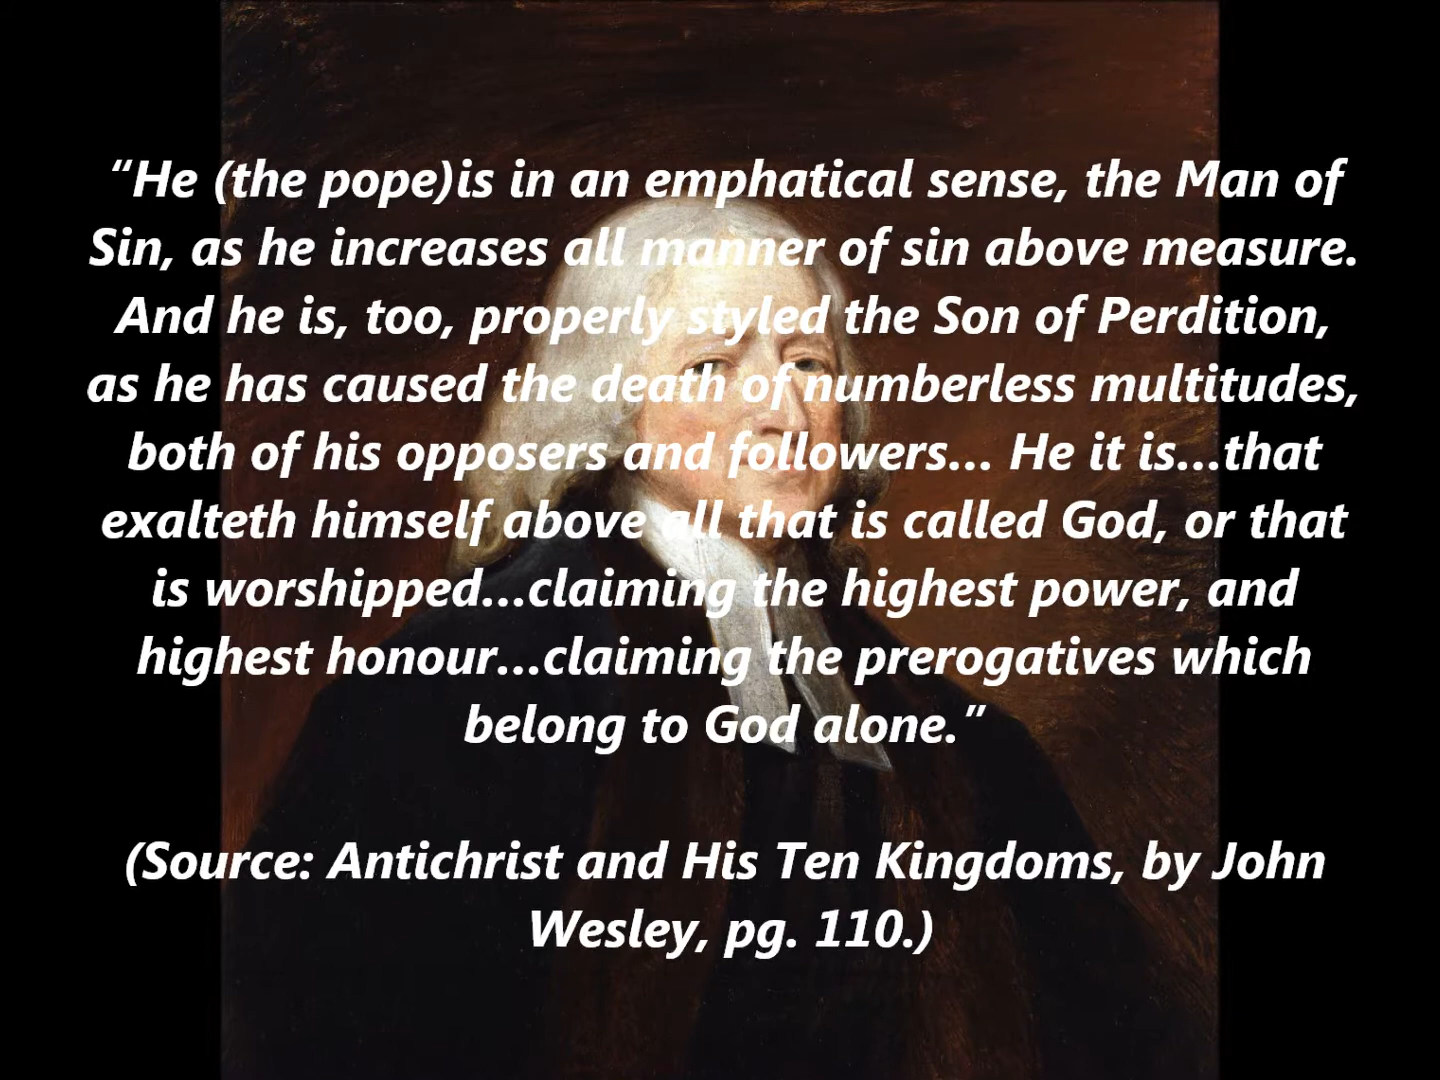 “He (the pope)is in an emphatical sense, the Man of
Sin, as he increases all manner of sin above measure.
And he is, too, properly styled the Son of Perdition,
as he has caused the death of numberless multitudes,
both of his opposers and followers... He it is...that
exalteth himself above all that is called God, or that
is worshipped...claiming the highest power, and
highest honour...claiming the prerogatives which
belong to God alone.”
(Source: Antichrist and His Ten Kingdoms, by John
Wesley, pg. 110.)